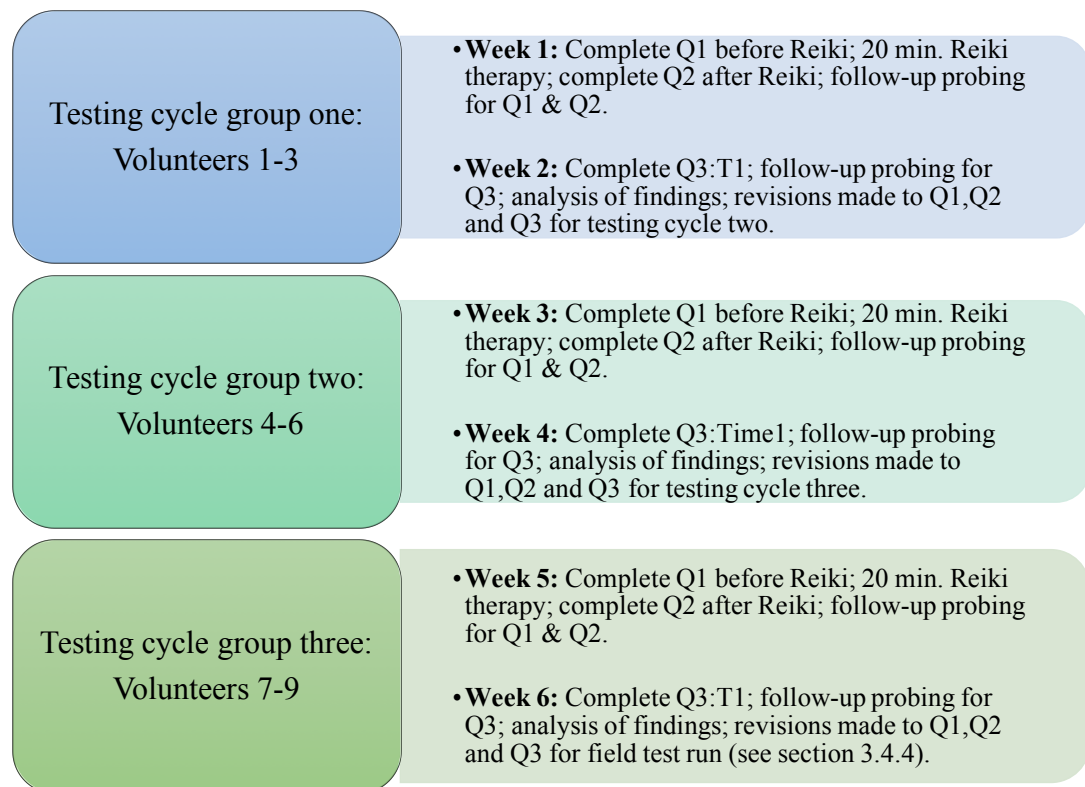 Testing cycle group one:
Volunteers 1-3
•Week 1: Complete Q1 before Reiki; 20 min. Reiki
therapy; complete Q2 after Reiki; follow-up probing
for Q1 & Q2.
•Week 2: Complete Q3:T1; follow-up probing for
Q3; analysis of findings; revisions made to Q1,Q2
and Q3 for testing cycle two.
Testing cycle group two:
Volunteers 4-6
•Week 3: Complete Q1 before Reiki; 20 min. Reiki
therapy; complete Q2 after Reiki; follow-up probing
for Q1 & Q2.
•Week 4: Complete Q3:Time1; follow-up probing
for Q3; analysis of findings; revisions made to
Q1,Q2 and Q3 for testing cycle three.
Testing cycle group three:
Volunteers 7-9
•Week 5: Complete Q1 before Reiki; 20 min. Reiki
therapy; complete Q2 after Reiki; follow-up probing
for Q1 & Q2.
•Week 6: Complete Q3:T1; follow-up probing for
Q3; analysis of findings; revisions made to Q1,Q2
and Q3 for field test run (see section 3.4.4).